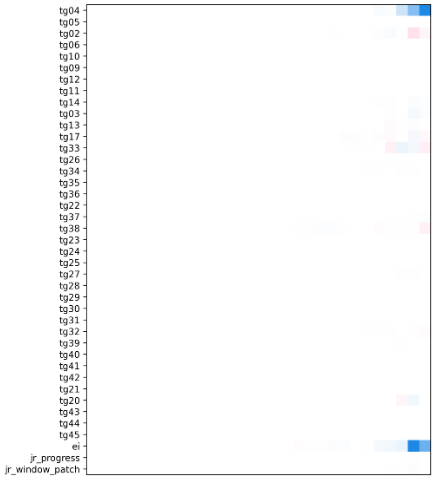 tg04
tg05
tg02
tg06
tg10
tg09
tg12
tg11
tg14
tg03
tg13
tg17
tg33
tg26
tg34
tg35
tg36
tg22
tg37
tg38
tg23
tg24
tg25
tg27
tg28
tg29
tg30
tg31
tg32
tg39
tg40
tg41
tg42
tg21
tg20
tg43
tg44
tg45
ei
jr_progress
jr_window_patch